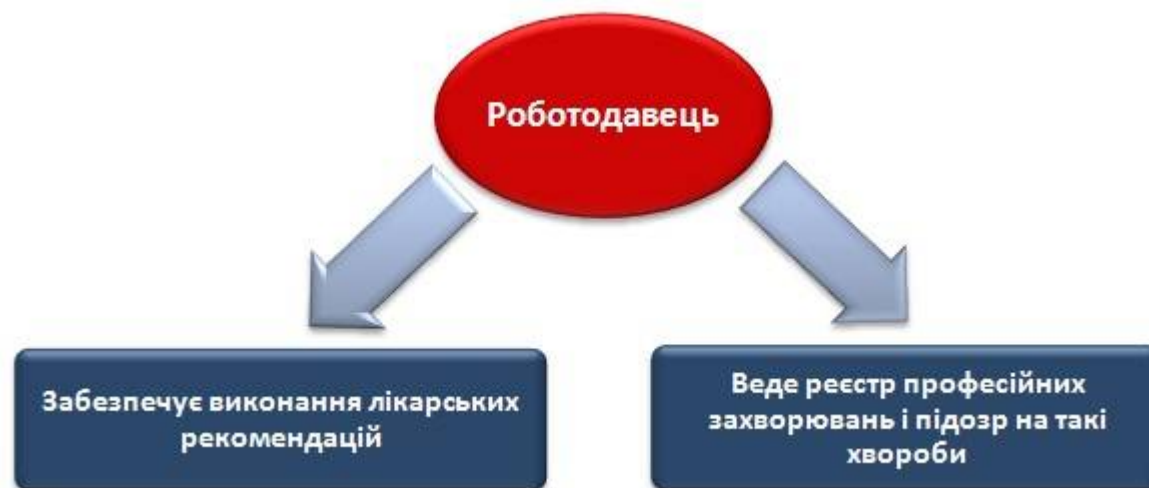 Роботодавець
Забезпечує виконання лікарських
рекомендацій
Веде реєстр професійних
захворювань і підозр на такі
хвороби